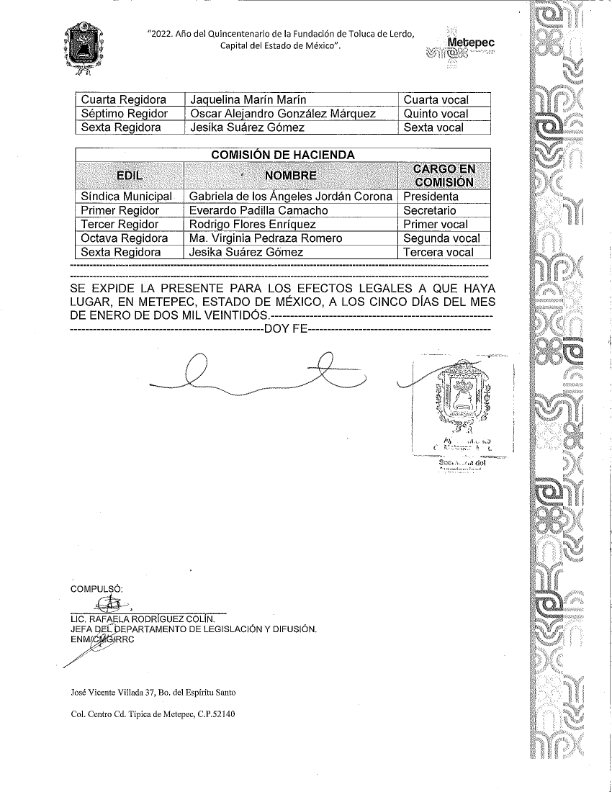 "2022. Año del Quincentenario de la Fundación de Toluca de Lerdo,
Capital del Estado de México".
Metepec
Cuarta Regidora Jaquelina Marín Marín Cuarta vocal
Séptimo Regidor Oscar Alejandro González Márquez Quinto vocal
Sexta Regidora Jesika Suárez Gómez Sexta vocal
COMISIÓN DE HACIENDA
EDIL NOMBRE CARGO EN COMISIÓN
Síndica Municipal Gabriela de los Ángeles Jordán Corona Presidenta
Primer Regidor Everardo Padilla Camacho Secretario
Tercer Regidor Rodrigo Flores Enríquez Primer vocal
Octava Regidora Ma. Virginia Pedraza Romero Segunda vocal
Sexta Regidora Jesika Suárez Gómez Tercera vocal
SE EXPIDE LA PRESENTE PARA LOS EFECTOS LEGALES A QUE HAYA
LUGAR, EN METEPEC, ESTADO DE MÉXICO, A LOS CINCO DÍAS DEL MES
DE ENERO DE DOS MIL VEINTIDÓS.--------------------------------------------------
--------------------------------------------DOY FE------------------------------------------
del
COMPULSÓ:
LIC. RAFAELA RODRÍGUEZ COLÍN.
JEFA DEL DEPARTAMENTO DE LEGISLACIÓN Y DIFUSIÓN.
ENM/CMG/RRC
José Vicente Villada 37, Bo. del Espíritu Santo
Col. Centro Cd. Típica de Metepec, C.P.52140